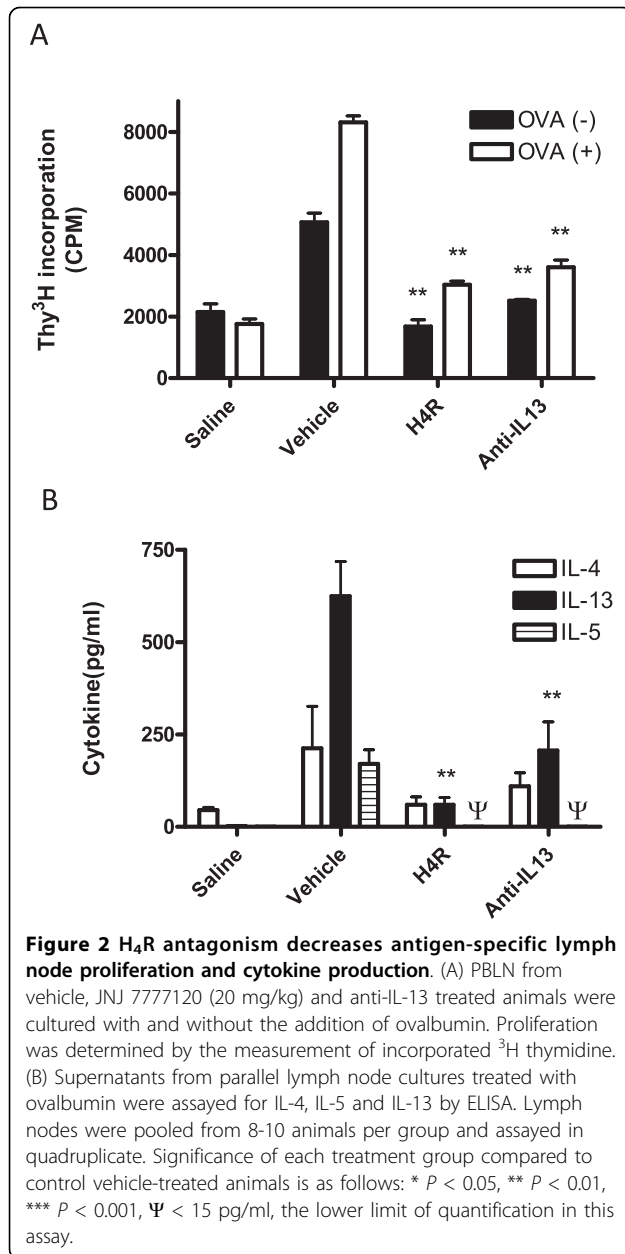 A
Thy³H incorporation
(CPM)
8000
6000
4000
2000
0
OVA (-)
OVA (+)
**
**
**
**
Saline
Vehicle
H4R
Anti-IL13
B
Cytokine(pg/ml)
750
500
250
0
IL-4
IL-13
IL-5
**
Ψ
**
Ψ
Saline
Vehicle
H4R
Anti-IL13
Figure 2 H₄R antagonism decreases antigen-specific lymph
node proliferation and cytokine production. (A) PBLN from
vehicle, JNJ 7777120 (20 mg/kg) and anti-IL-13 treated animals were
cultured with and without the addition of ovalbumin. Proliferation
was determined by the measurement of incorporated ³H thymidine.
(B) Supernatants from parallel lymph node cultures treated with
ovalbumin were assayed for IL-4, IL-5 and IL-13 by ELISA. Lymph
nodes were pooled from 8-10 animals per group and assayed in
quadruplicate. Significance of each treatment group compared to
control vehicle-treated animals is as follows: * P < 0.05, ** P < 0.01,
*** P < 0.001, Ψ < 15 pg/ml, the lower limit of quantification in this
assay.